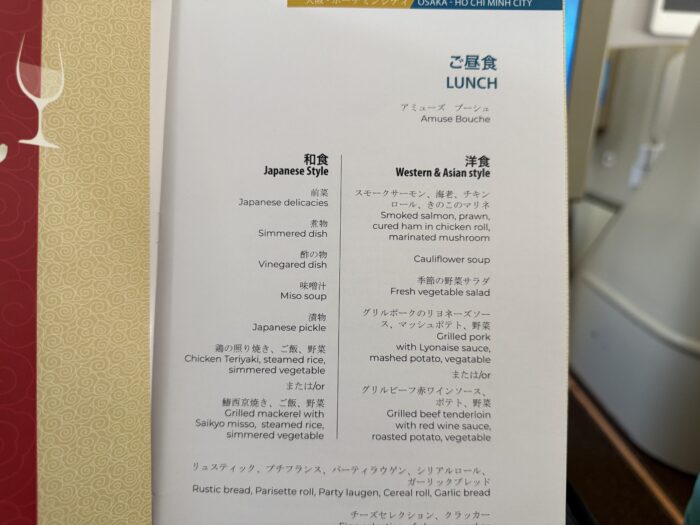 大阪・ホーチミンシティ OSAKA - HO CHI MINH CITY
ご昼食
LUNCH
アミューズ ブーシュ
Amuse Bouche
和食
Japanese Style
前菜
Japanese delicacies
煮物
Simmered dish
酢の物
Vinegared dish
味噌汁
Miso soup
漬物
Japanese pickle
鶏の照り焼き、ご飯、野菜
Chicken Teriyaki, steamed rice,
simmered vegetable
または/or
鰆西京焼き、ご飯、野菜
Grilled mackerel with
Saikyo misso, steamed rice,
simmered vegetable
洋食
Western & Asian style
スモークサーモン、海老、チキン
ロール、きのこのマリネ
Smoked salmon, prawn,
cured ham in chicken roll,
marinated mushroom
Cauliflower soup
季節の野菜サラダ
Fresh vegetable salad
グリルポークのリヨネーズソー
ス、マッシュポテト、野菜
Grilled pork
with Lyonaise sauce,
mashed potato, vegatable
または/or
グリルビーフ赤ワインソース、
ポテト、野菜
Grilled beef tenderloin
with red wine sauce,
roasted potato, vegetable
リュスティック、プチフランス、パーティラウゲン、シリアルロール、
ガーリックブレッド
Rustic bread, Parisette roll, Party laugen, Cereal roll, Garlic bread
チーズセレクション、クラッカー